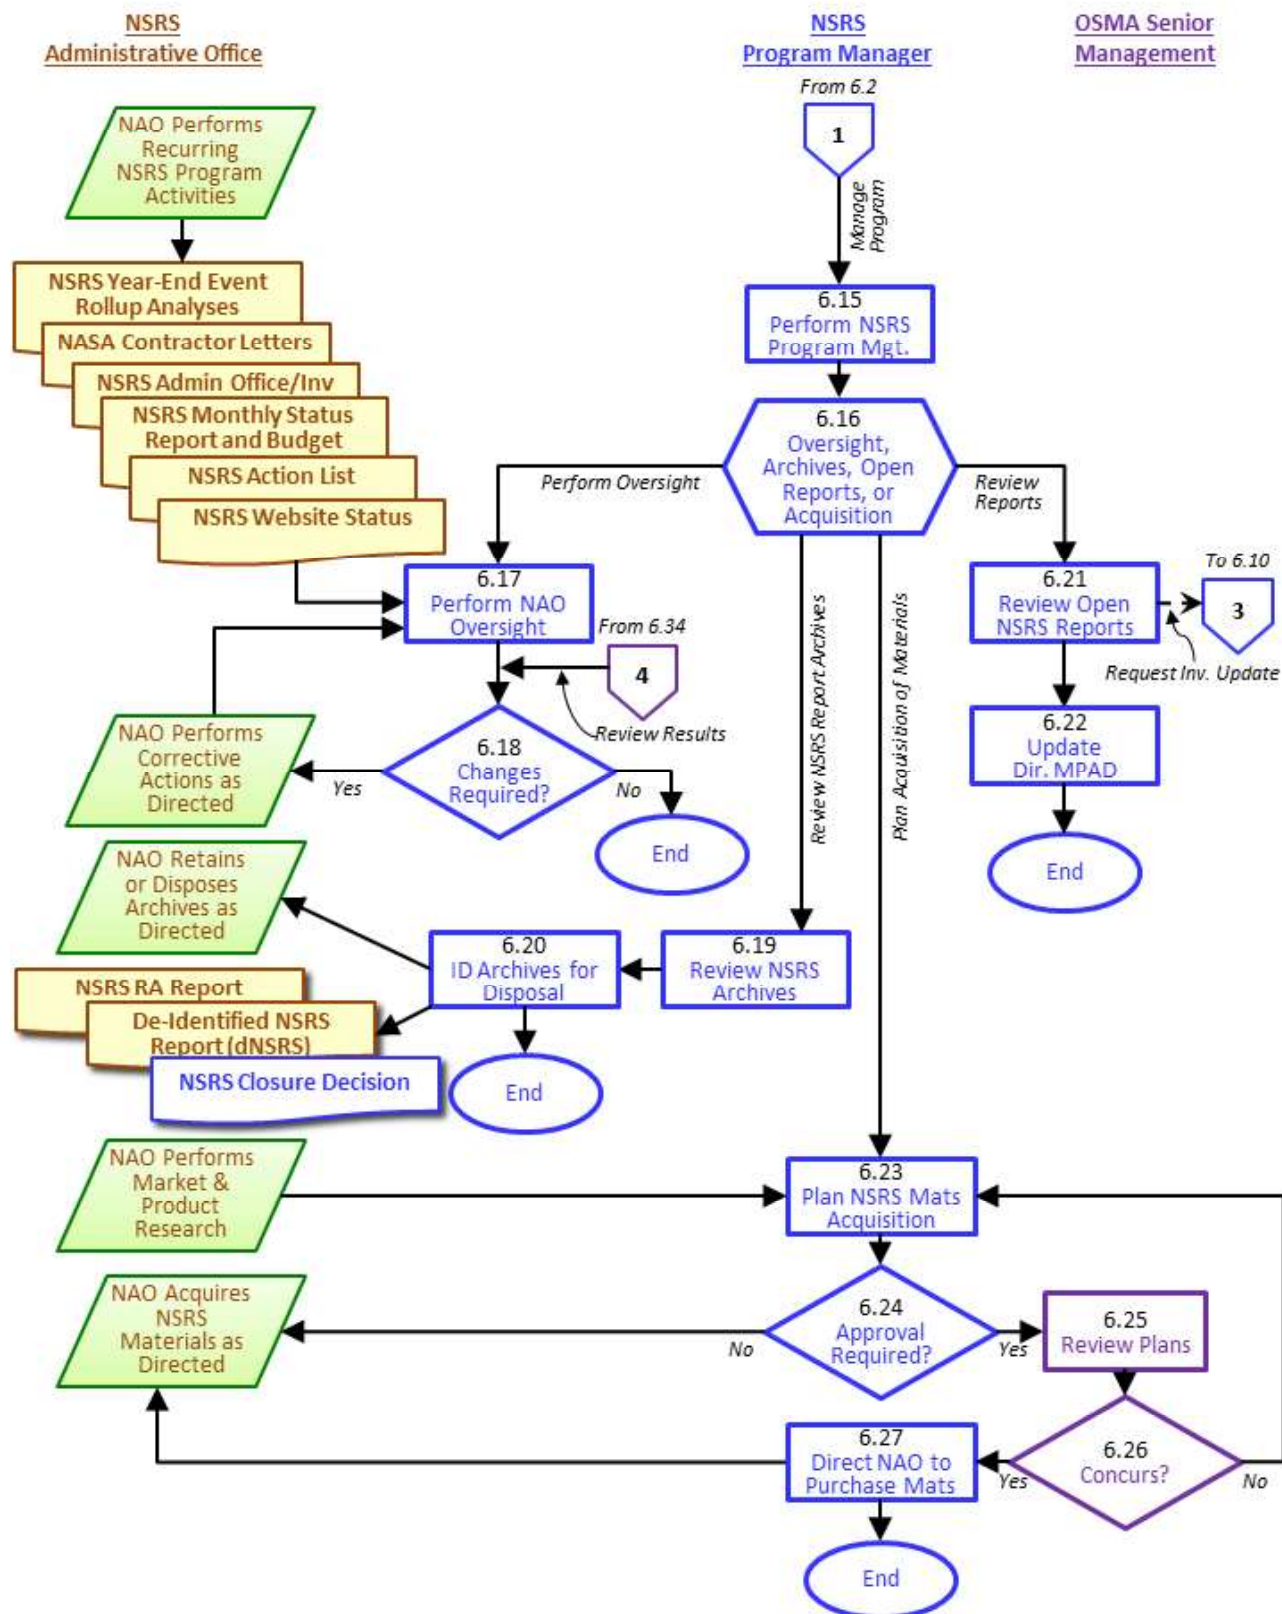 NSRS
Administrative Office
NSRS
Program Manager
OSMA Senior
Management
From 6.2
1
Manage
Program
NAO Performs
Recurring
NSRS Program
Activities
NSRS Year-End Event
Rollup Analyses
NASA Contractor Letters
NSRS Admin Office/Inv
NSRS Monthly Status
Report and Budget
NSRS Action List
NSRS Website Status
6.15
Perform NSRS
Program Mgt.
6.16
Oversight,
Archives, Open
Reports, or
Acquisition
Perform Oversight
Review
Reports
Review NSRS Report Archives
Plan Acquisition of Materials
6.17
Perform NAO
Oversight
From 6.34
4
Review Results
6.18
Changes
Required?
Yes
No
End
NAO Performs
Corrective
Actions as
Directed
6.21
Review Open
NSRS Reports
To 6.10
3
Request Inv. Update
6.22
Update
Dir. MPAD
End
NAO Retains
or Disposes
Archives as
Directed
6.20
ID Archives for
Disposal
6.19
Review NSRS
Archives
NSRS RA Report
De-Identified NSRS
Report (dNSRS)
NSRS Closure Decision
End
NAO Performs
Market &
Product
Research
6.23
Plan NSRS Mats
Acquisition
NAO Acquires
NSRS
Materials as
Directed
6.24
Approval
Required?
No
Yes
6.25
Review Plans
6.26
Concurs?
Yes
No
6.27
Direct NAO to
Purchase Mats
End